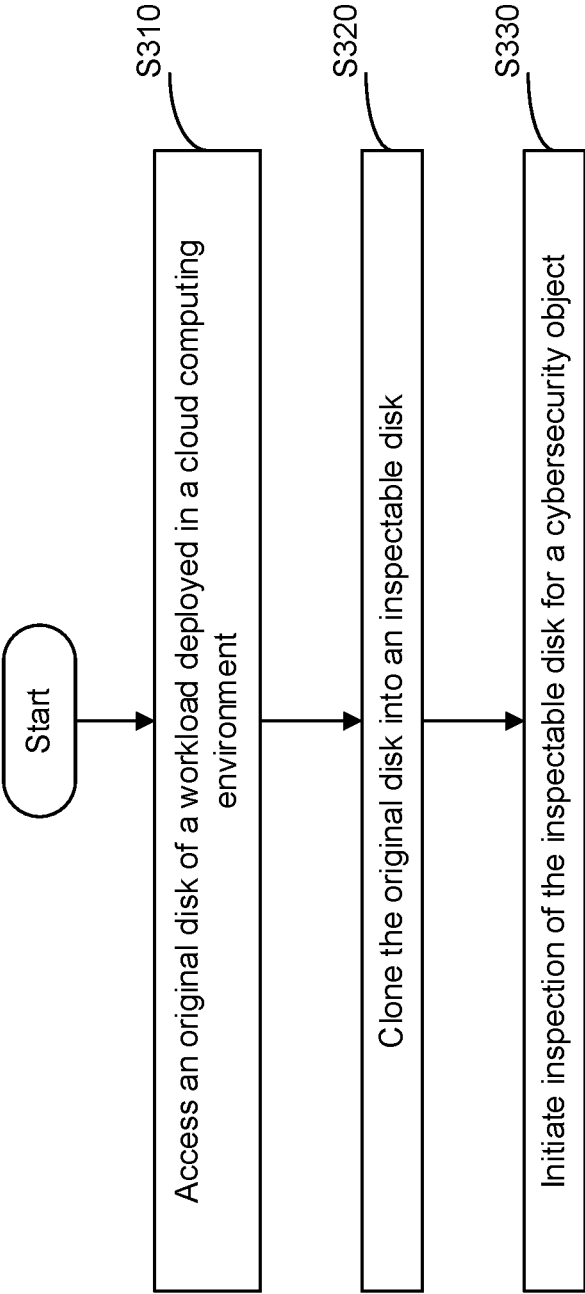 Start
S310
Access an original disk of a workload deployed in a cloud computing
environment
S320
Clone the original disk into an inspectable disk
S330
Initiate inspection of the inspectable disk for a cybersecurity object